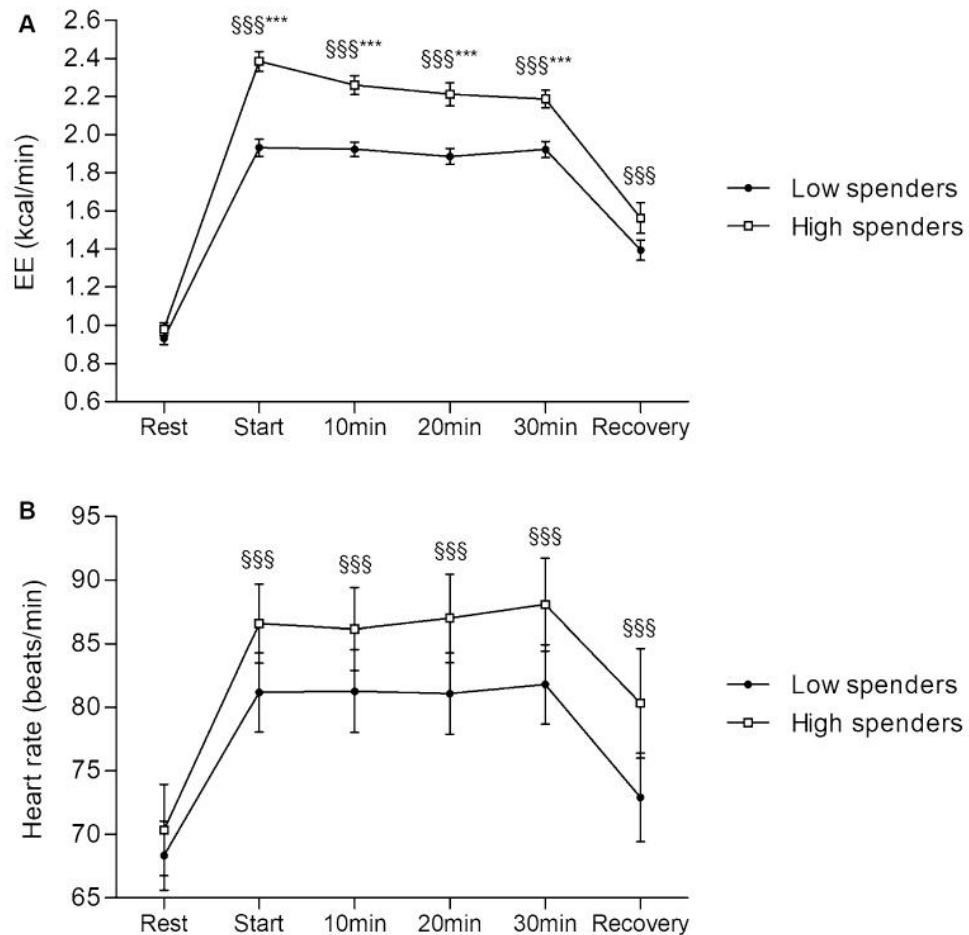 A
EE (kcal/min)
2.6
2.4
2.2
2.0
1.8
1.6
1.4
1.2
1.0
0.8
0.6
§§§***
§§§***
§§§***
§§§***
§§§
Low spenders
High spenders
Rest Start 10min 20min 30min Recovery
B
Heart rate (beats/min)
95
90
85
80
75
70
65
§§§
§§§
§§§
§§§
§§§
Low spenders
High spenders
Rest Start 10min 20min 30min Recovery